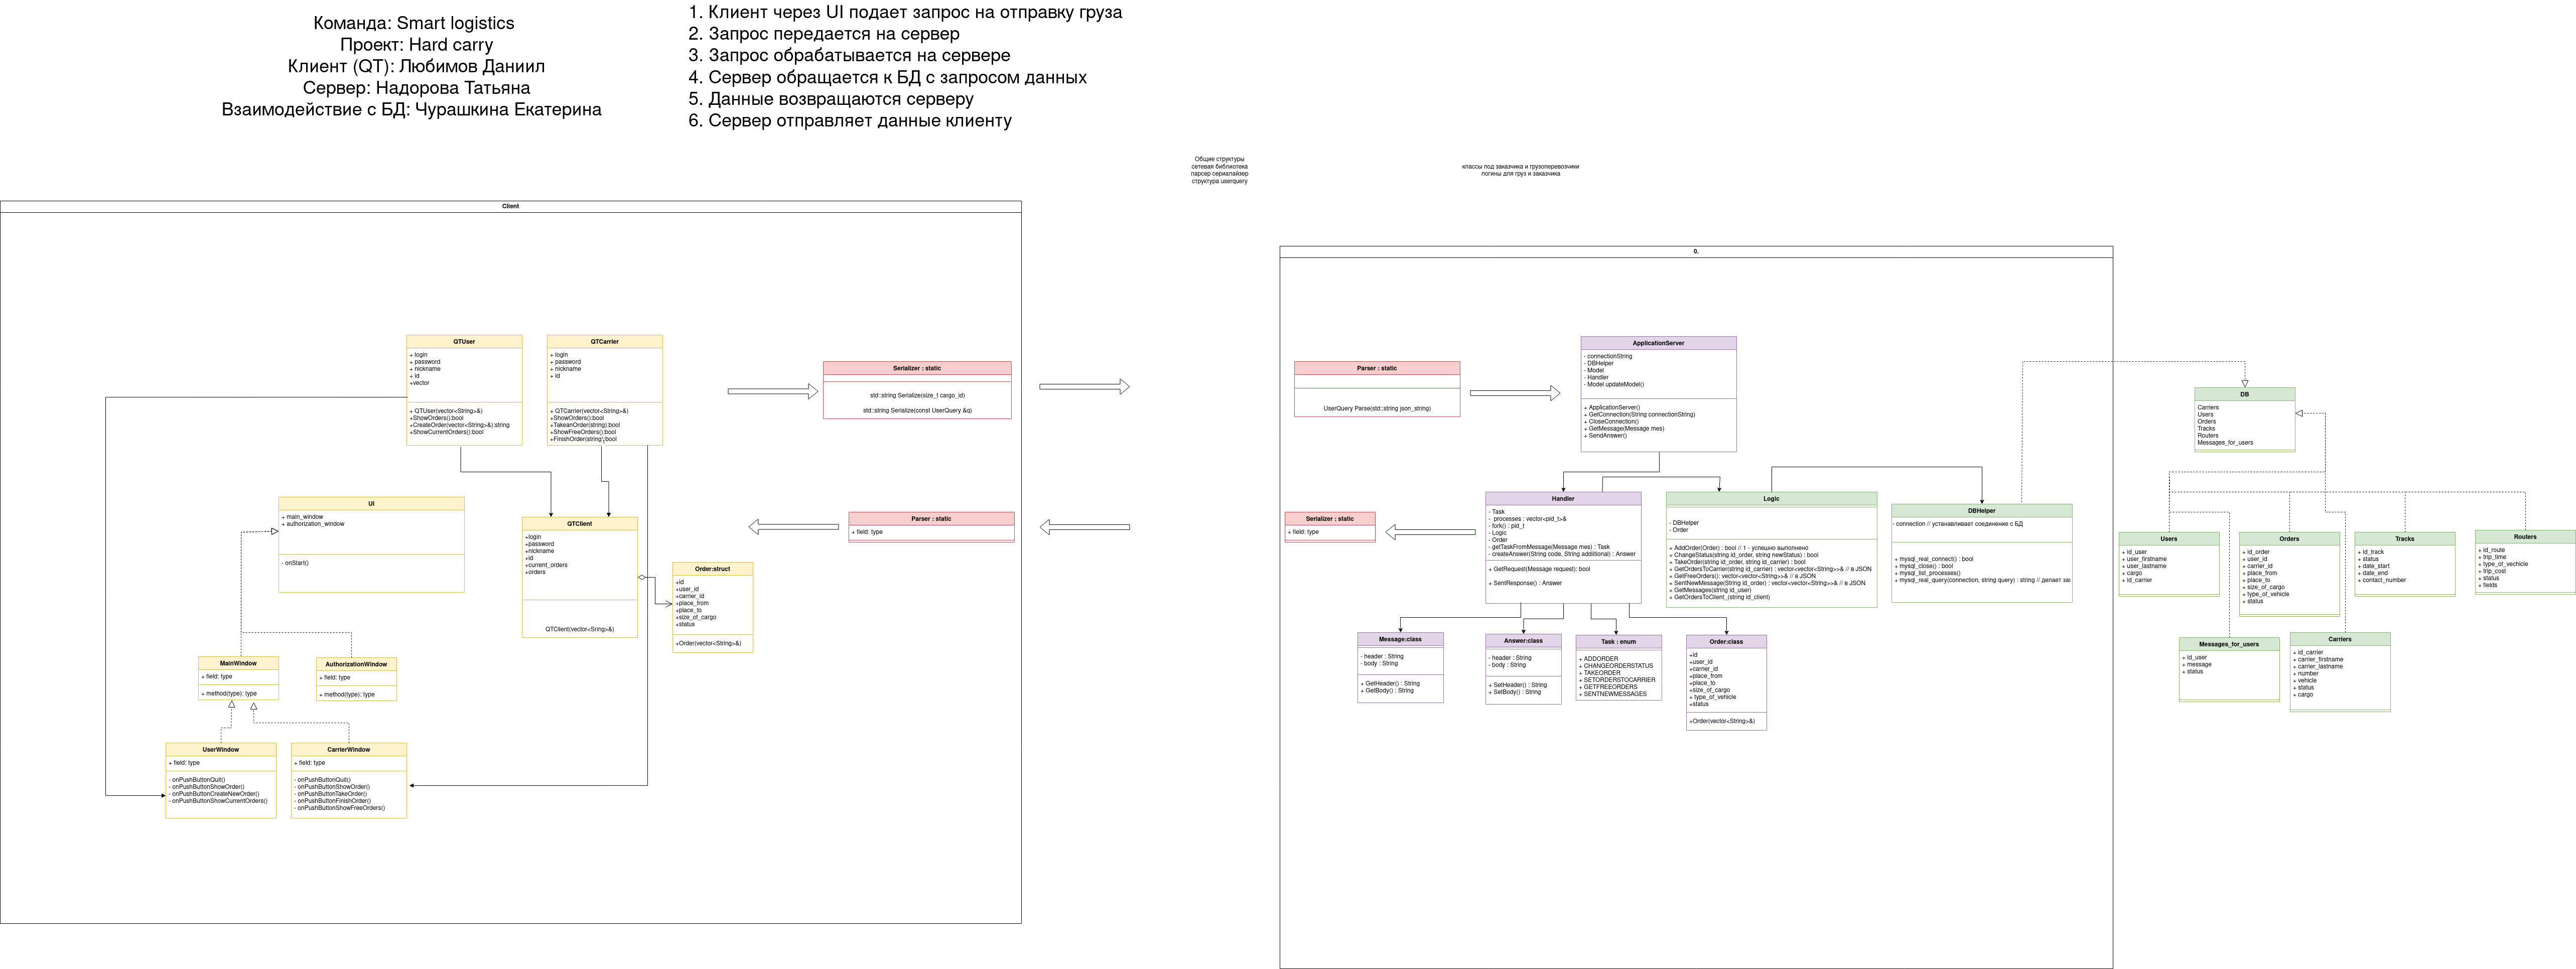 Команда: Smart logistics
Проект: Hard carry
Клиент (QT): Любимов Даниил
Сервер: Надорова Татьяна
Взаимодействие с БД: Чурашкина Екатерина
1. Клиент через UI подает запрос на отправку груза
2. Запрос передается на сервер
3. Запрос обрабатывается на сервере
4. Сервер обращается к БД с запросом данных
5. Данные возвращаются серверу
6. Сервер отправляет данные клиенту
Общие структуры
сетевая библиотека
парсер сериалайзер
структура userquery
классы под заказчика и грузоперевозчики
логины для груз и заказчика
Client
QTUser
+ login
+ password
+ nickname
+ id
+vector
+ QTUser(vector<String>&)
+ShowOrders():bool
+CreateOrder(vector<String>&):string
+ShowCurrentOrders():bool
QTCarrier
+ login
+ password
+ nickname
+ id
+ QTCarrier(vector<String>&)
+ShowOrders():bool
+TakeanOrder(string):bool
+ShowFreeOrders():bool
+FinishOrder(string):bool
Serializer : static
std::string Serialize(size_t cargo_id)
std::string Serialize(const UserQuery &q)
UI
+ main_window
+ authorization_window
- onStart()
QTClient
+login
+password
+nickname
+id
+current_orders
+orders
QTClient(vector<Sring>&)
Parser : static
+ field: type
Order:struct
+id
+user_id
+carrier_id
+place_from
+place_to
+size_of_cargo
+status
+Order(vector<String>&)
MainWindow
+ field: type
+ method(type): type
AuthorizationWindow
+ field: type
+ method(type): type
UserWindow
+ field: type
- onPushButtonQuit()
- onPushButtonShowOrder()
- onPushButtonCreateNewOrder()
- onPushButtonShowCurrentOrders()
CarrierWindow
+ field: type
- onPushButtonQuit()
- onPushButtonShowOrder()
- onPushButtonTakeOrder()
- onPushButtonFinishOrder()
- onPushButtonShowFreeOrders()
0.
Parser : static
UserQuery Parse(std::string json_string)
ApplicationServer
- connectionString
- DBHelper
- Model
- Handler
- Model updateModel()
+ ApplicationServer()
+ GetConnection(String connectionString)
+ CloseConnection()
+ GetMessage(Message mes)
+ SendAnswer()
Serializer : static
+ field: type
Handler
- Task
- processes : vector<pid_t>&
- fork() : pid_t
- Logic
- Order
- getTaskFromMessage(Message mes) : Task
- createAnswer(String code, String additional) : Answer
+ GetRequest(Message request): bool
+ SentResponse() : Answer
Logic
- DBHelper
- Order
+ AddOrder(Order) : bool // 1 - успешно выполнено
+ ChangeStatus(string id_order, string newStatus) : bool
+ TakeOrder(string id_order, string id_carrier) : bool
+ GetOrdersToCarrier(string id_carrier) : vector<vector<String>>& // в JSON
+ GetFreeOrders(): vector<vector<String>>& // в JSON
+ SentNewMessage(String id_order) : vector<vector<String>>& // в JSON
+ GetMessages(string id_user)
+ GetOrdersToClient_(string id_client)
DBHelper
- connection // устанавливает соединение с БД
+ mysql_real_connect() : bool
+ mysql_close() : bool
+ mysql_list_processes()
+ mysql_real_query(connection, string query) : string // делает
Message:class
- header : String
- body : String
+ GetHeader() : String
+ GetBody() : String
Answer:class
- header : String
- body : String
+ SetHeader() : String
+ SetBody() : String
Task : enum
+ ADDORDER
+ CHANGEORDERSTATUS
+ TAKEORDER
+ SETORDERSTOCARRIER
+ GETFREEORDERS
+ SENTNEWMESSAGES
Order:class
+id
+user_id
+carrier_id
+place_from
+place_to
+size_of_cargo
+ type_of_vehicle
+status
+Order(vector<String>&)
DB
Carriers
Users
Orders
Tracks
Routers
Messages_for_users
Users
+ id_user
+ user_firstname
+ user_lastname
+ cargo
+ id_carrier
Orders
+ id_order
+ user_id
+ carrier_id
+ place_from
+ place_to
+ size_of_cargo
+ type_of_vehicle
+ status
Tracks
+ id_track
+ status
+ date_start
+ date_end
+ contact_number
Routers
+ id_route
+ trip_time
+ type_of_vechicle
+ trip_cost
+ status
+ fields
Messages_for_users
+ id_user
+ message
+ status
Carriers
+ id_carrier
+ carrier_firstname
+ carrier_lastname
+ number
+ vehicle
+ status
+ cargo